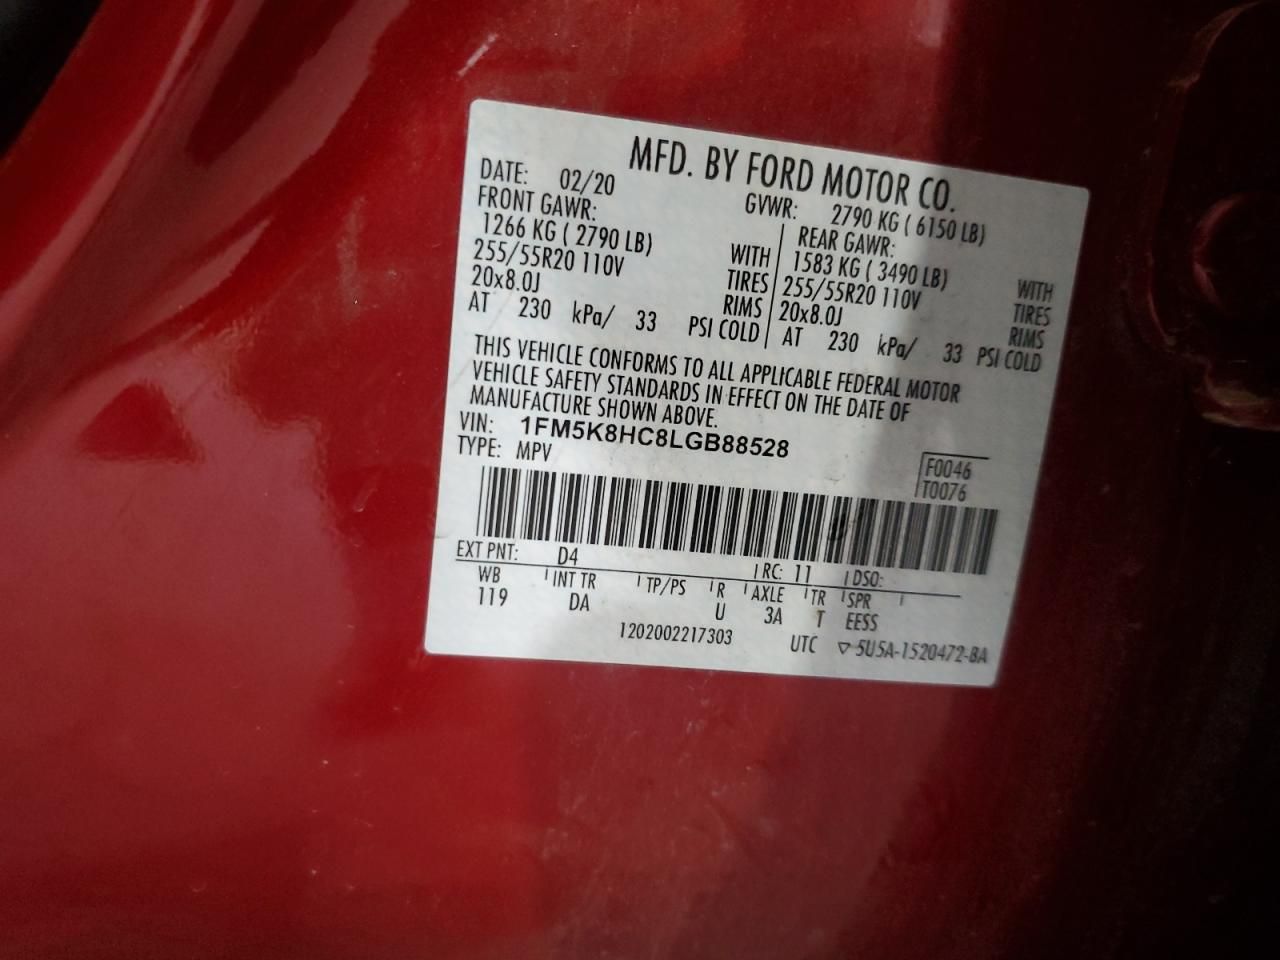 MFD. BY FORD MOTOR CO.
DATE: 02/20 GVWR: 2790 KG ( 6150 LB)
FRONT GAWR: REAR GAWR:
1266 KG ( 2790 LB) WITH 1583 KG ( 3490 LB) WITH
255/55R20 110V TIRES 255/55R20 110V TIRES
20x8.0J RIMS 20x8.0J RIMS
AT 230 kPa/ 33 PSI COLD AT 230 kPa/ 33 PSI COLD
THIS VEHICLE CONFORMS TO ALL APPLICABLE FEDERAL MOTOR
VEHICLE SAFETY STANDARDS IN EFFECT ON THE DATE OF
MANUFACTURE SHOWN ABOVE.
VIN: 1FM5K8HC8LGB88528
TYPE: MPV
F0046
T0076
EXT PNT: D4 RC: 11 DSO:
WB INT TR TP/PS R AXLE TR SPR
119 DA U 3A T EESS
1202002217303 UTC ▽ 5U5A-1520472-BA